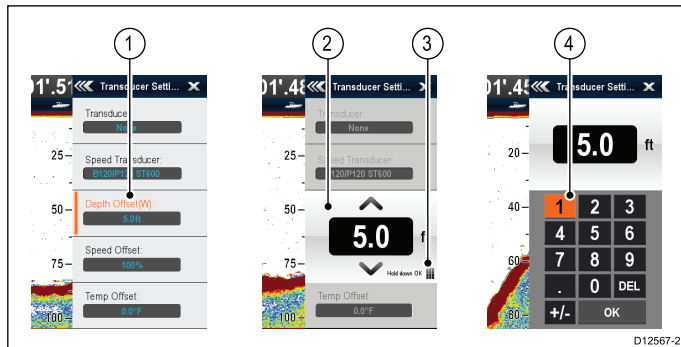 1
2
3
4
01'.51
Transducer Setti...
Transducer:
None
Speed Transducer:
B120/P120 ST600
Depth Offset(W):
5.0ft
Speed Offset:
100%
Temp Offset:
0.0°F
25
50
75
100
01'.48
Transducer Setti...
Transducer:
None
Speed Transducer:
B120/P120 ST600
5.0 f
Hold down OK
Temp Offset:
0.0°F
25
50
75
100
01'.45
Transducer Setti...
5.0 ft
1 2 3
4 5 6
7 8 9
. 0 DEL
+/- OK
20
40
60
80
D12567-2